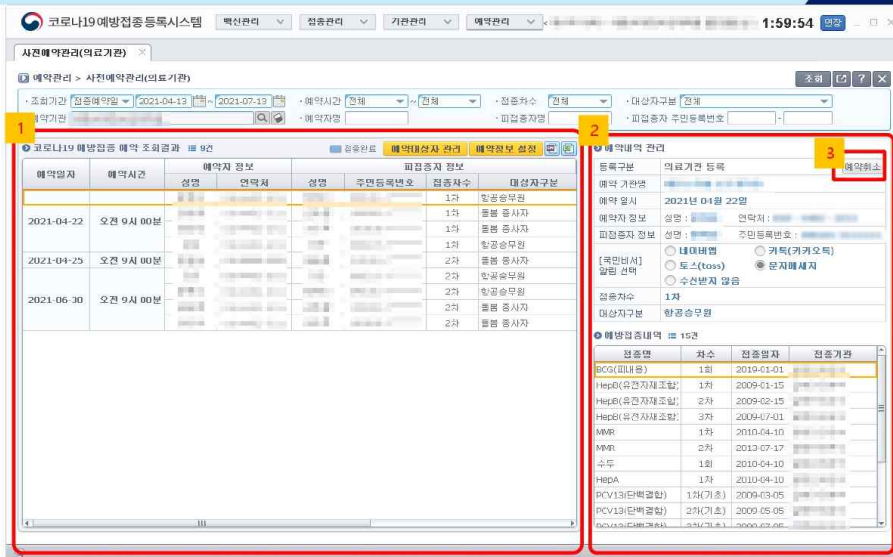 코로나19 예방접종등록시스템 백신관리 접종관리 기관관리 예약관리 1:59:54 연장
사전예약관리(의료기관)
예약관리 > 사전예약관리(의료기관) 조회 ?
· 조회기간 접종예약일 2021-04-13 ~ 2021-07-13 · 예약시간 전체 ~ 전체 · 접종차수 전체 · 대상자구분 전체
예약기관 · 예약자명 · 피접종자명 · 피접종자 주민등록번호 -
1
2
3
코로나19 예방접종 예약 조회결과 9건 접종완료 예약대상자 관리 예약정보 설정
예약일자 예약시간 예약자 정보 피접종자 정보
성명 연락처 성명 주민등록번호 접종차수 대상자구분
1차 항공승무원
2021-04-22 오전 9시 00분 1차 돌봄 종사자
1차 돌봄 종사자
1차 항공승무원
2021-04-25 오전 9시 00분 2차 돌봄 종사자
2차 항공승무원
2021-06-30 오전 9시 00분 2차 항공승무원
2차 돌봄 종사자
2차 돌봄 종사자
예약내역 관리
등록구분 의료기관 등록 예약취소
예약 기관명
예약 일시 2021년 04월 22일
예약자 정보 성명 : 연락처 :
피접종자 정보 성명 : 주민등록번호 :
[국민비서] 알림 선택 네이버앱 카톡(카카오톡)
토스(toss) 문자메세지
수신받지 않음
접종차수 1차
대상자구분 항공승무원
예방접종내역 15건
접종명 차수 접종일자 접종기관
BCG(피내용) 1회 2019-01-01
HepB(유전자재조합) 1차 2009-01-15
HepB(유전자재조합) 2차 2009-02-15
HepB(유전자재조합) 3차 2009-07-01
MMR 1차 2010-04-10
MMR 2차 2013-07-17
수두 1회 2010-04-10
HepA 1차 2010-04-10
PCV13(단백결합) 1차(기초) 2009-03-05
PCV13(단백결합) 2차(기초) 2009-05-05